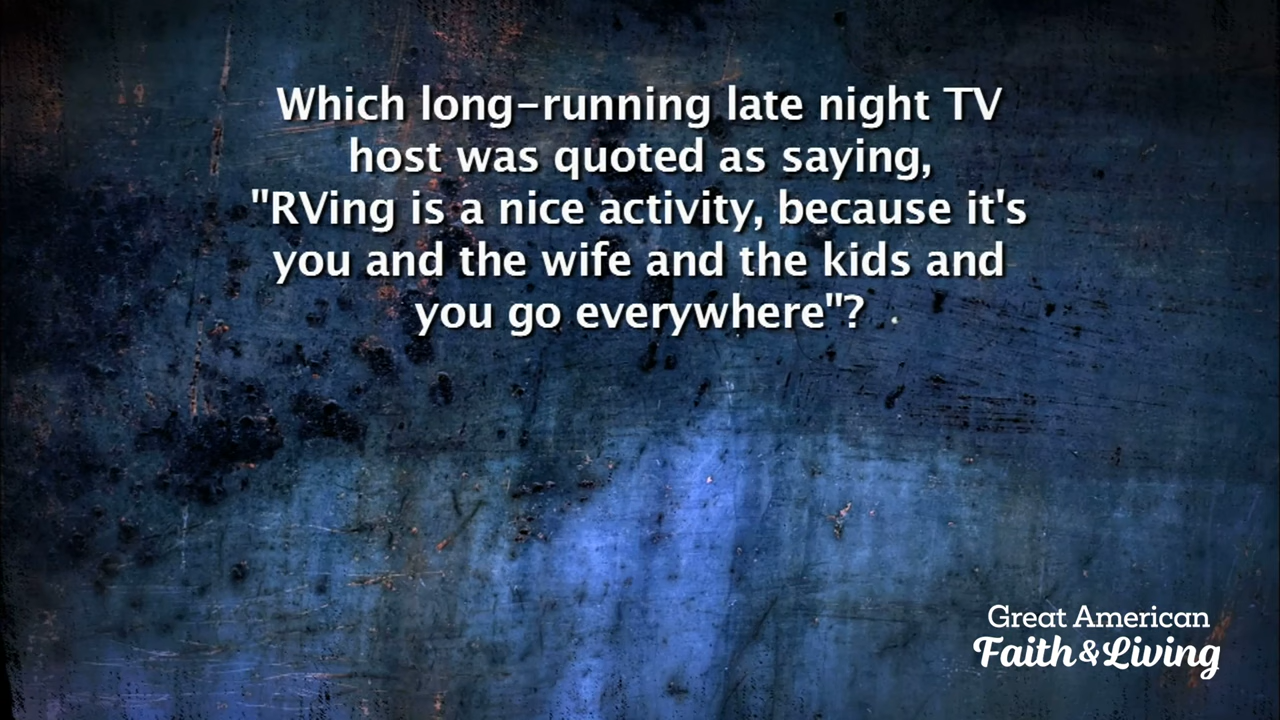 Which long-running late night TV
host was quoted as saying,
"RVing is a nice activity, because it's
you and the wife and the kids and
you go everywhere"?
Great American
Faith & Living